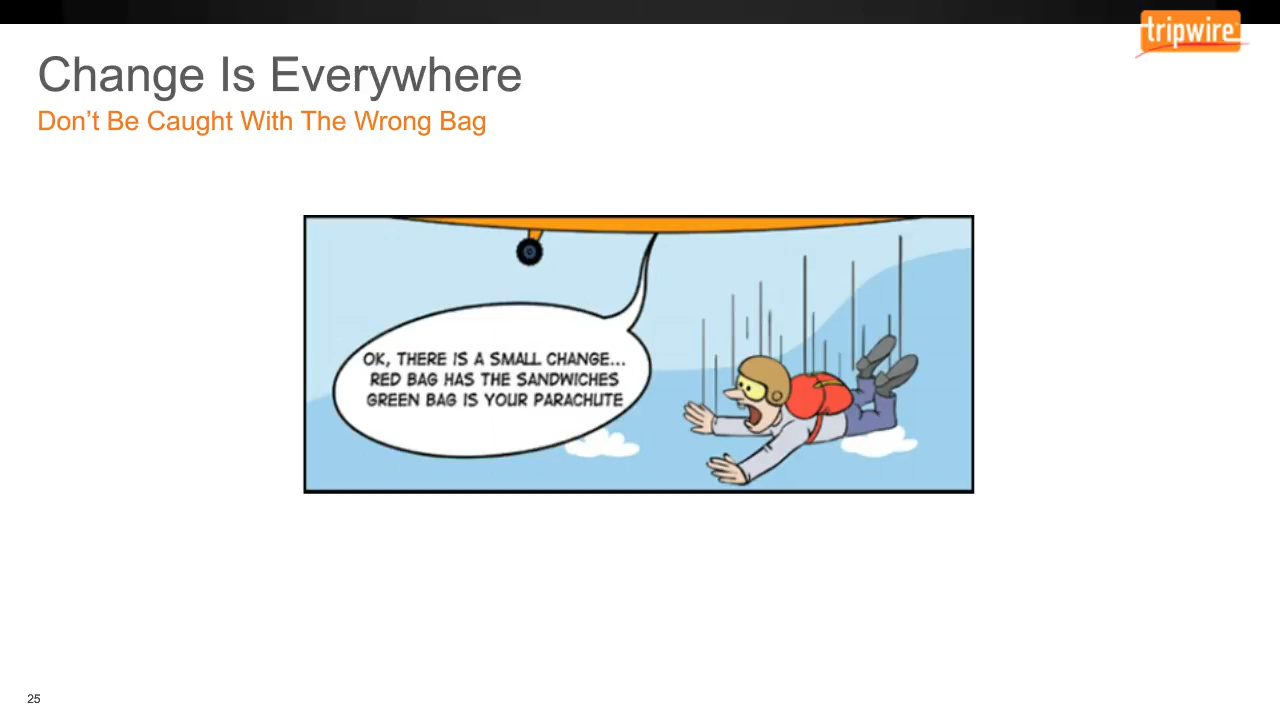 tripwire
Change Is Everywhere
Don't Be Caught With The Wrong Bag
OK, THERE IS A SMALL CHANGE...
RED BAG HAS THE SANDWICHES
GREEN BAG IS YOUR PARACHUTE
25